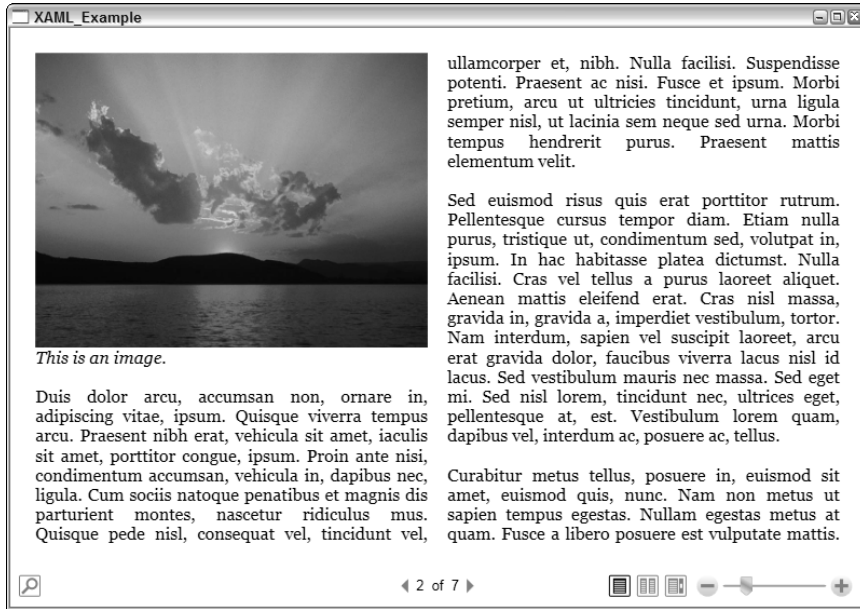 XAML_Example
This is an image.
Duis dolor arcu, accumsan non, ornare in,
adipiscing vitae, ipsum. Quisque viverra tempus
arcu. Praesent nibh erat, vehicula sit amet, iaculis
sit amet, porttitor congue, ipsum. Proin ante nisi,
condimentum accumsan, vehicula in, dapibus nec,
ligula. Cum sociis natoque penatibus et magnis dis
parturient montes, nascetur ridiculus mus.
Quisque pede nisl, consequat vel, tincidunt vel,
ullamcorper et, nibh. Nulla facilisi. Suspendisse
potenti. Praesent ac nisi. Fusce et ipsum. Morbi
pretium, arcu ut ultricies tincidunt, urna ligula
semper nisl, ut lacinia sem neque sed urna. Morbi
tempus hendrerit purus. Praesent mattis
elementum velit.
Sed euismod risus quis erat porttitor rutrum.
Pellentesque cursus tempor diam. Etiam nulla
purus, tristique ut, condimentum sed, volutpat in,
ipsum. In hac habitasse platea dictumst. Nulla
facilisi. Cras vel tellus a purus laoreet aliquet.
Aenean mattis eleifend erat. Cras nisl massa,
gravida in, gravida a, imperdiet vestibulum, tortor.
Nam interdum, sapien vel suscipit laoreet, arcu
erat gravida dolor, faucibus viverra lacus nisl id
lacus. Sed vestibulum mauris nec massa. Sed eget
mi. Sed nisl lorem, tincidunt nec, ultrices eget,
pellentesque at, est. Vestibulum lorem quam,
dapibus vel, interdum ac, posuere ac, tellus.
Curabitur metus tellus, posuere in, euismod sit
amet, euismod quis, nunc. Nam non metus ut
sapien tempus egestas. Nullam egestas metus at
quam. Fusce a libero posuere est vulputate mattis.
2 of 7